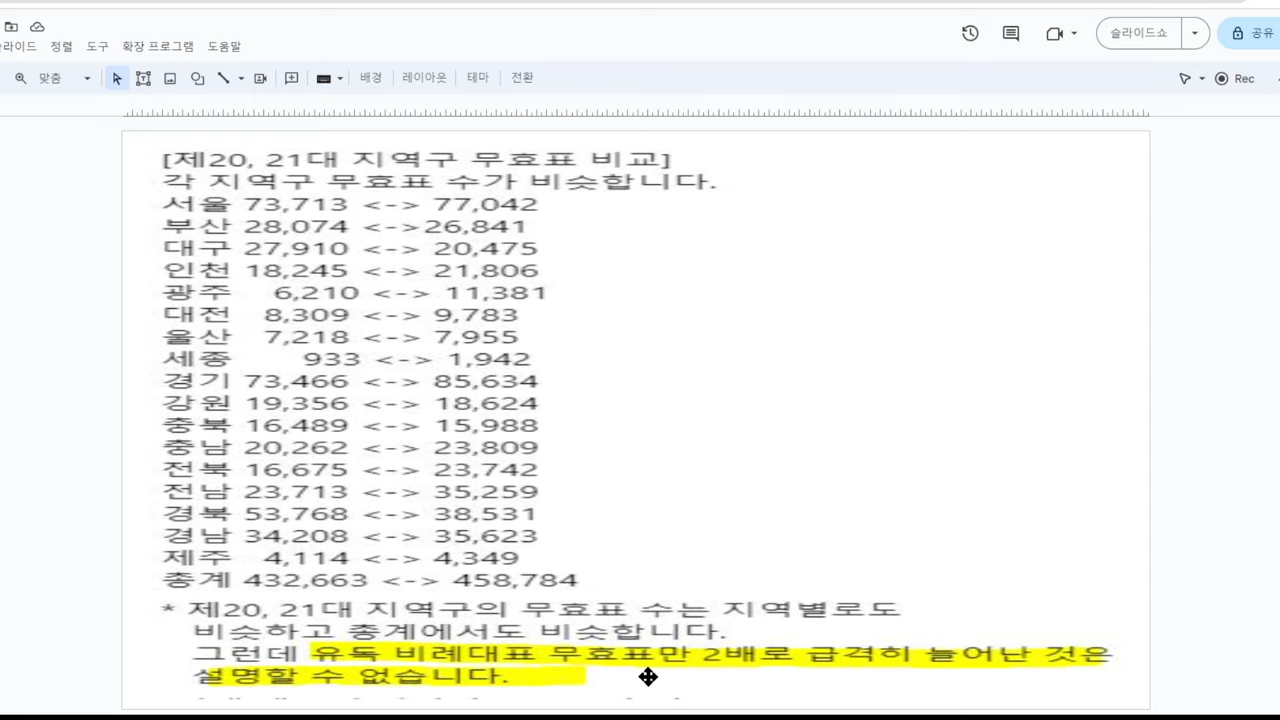 슬라이드쇼
공유
라이드 정렬 도구 확장 프로그램 도움말
맞춤 배경 레이아웃 테마 전환 Rec
[제20, 21대 지역구 무효표 비교]
각 지역구 무효표 수가 비슷합니다.
서울 73,713 <-> 77,042
부산 28,074 <->26,841
대구 27,910 <-> 20,475
인천 18,245 <-> 21,806
광주 6,210 <-> 11,381
대전 8,309 <-> 9,783
울산 7,218 <-> 7,955
세종 933 <-> 1,942
경기 73,466 <-> 85,634
강원 19,356 <-> 18,624
충북 16,489 <-> 15,988
충남 20,262 <-> 23,809
전북 16,675 <-> 23,742
전남 23,713 <-> 35,259
경북 53,768 <-> 38,531
경남 34,208 <-> 35,623
제주 4,114 <-> 4,349
총계 432,663 <-> 458,784
* 제20, 21대 지역구의 무효표 수는 지역별로도
비슷하고 총계에서도 비슷합니다.
그런데 유독 비례대표 무효표만 2배로 급격히 늘어난 것은
설명할 수 없습니다.